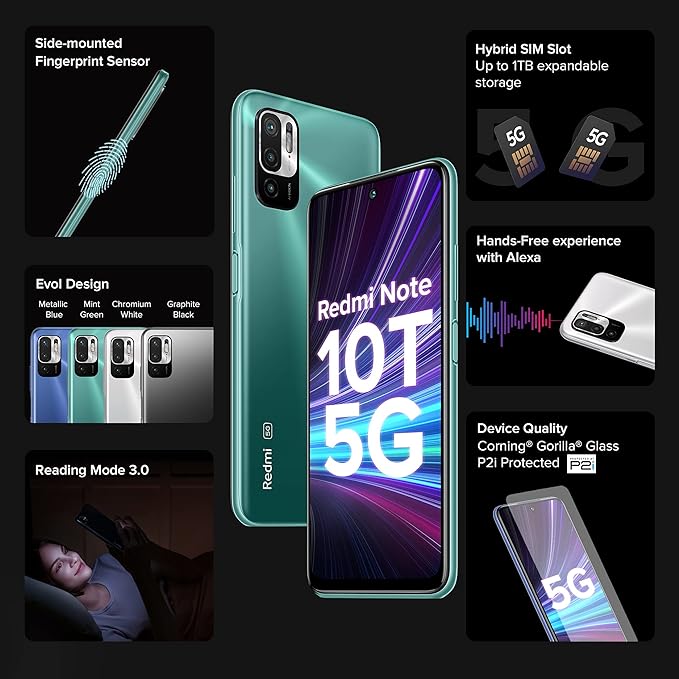 Side-mounted
Fingerprint Sensor
Evol Design
Metallic Blue
Mint Green
Chromium White
Graphite Black
Reading Mode 3.0
Redmi 5G
Redmi Note
10T
5G
Hybrid SIM Slot
Up to 1TB expandable
storage
5G
5G
5G
Hands-Free experience
with Alexa
Device Quality
Corning® Gorilla® Glass
P2i Protected P2i
5G